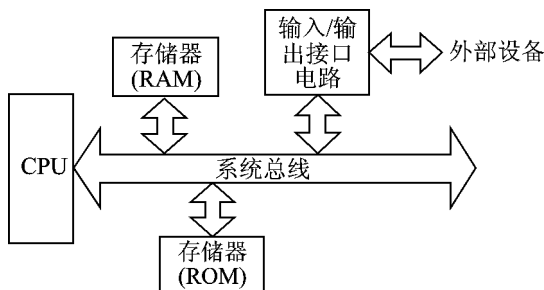 存储器
(RAM)
输入/输
出接口
电路
外部设备
CPU
系统总线
存储器
(ROM)